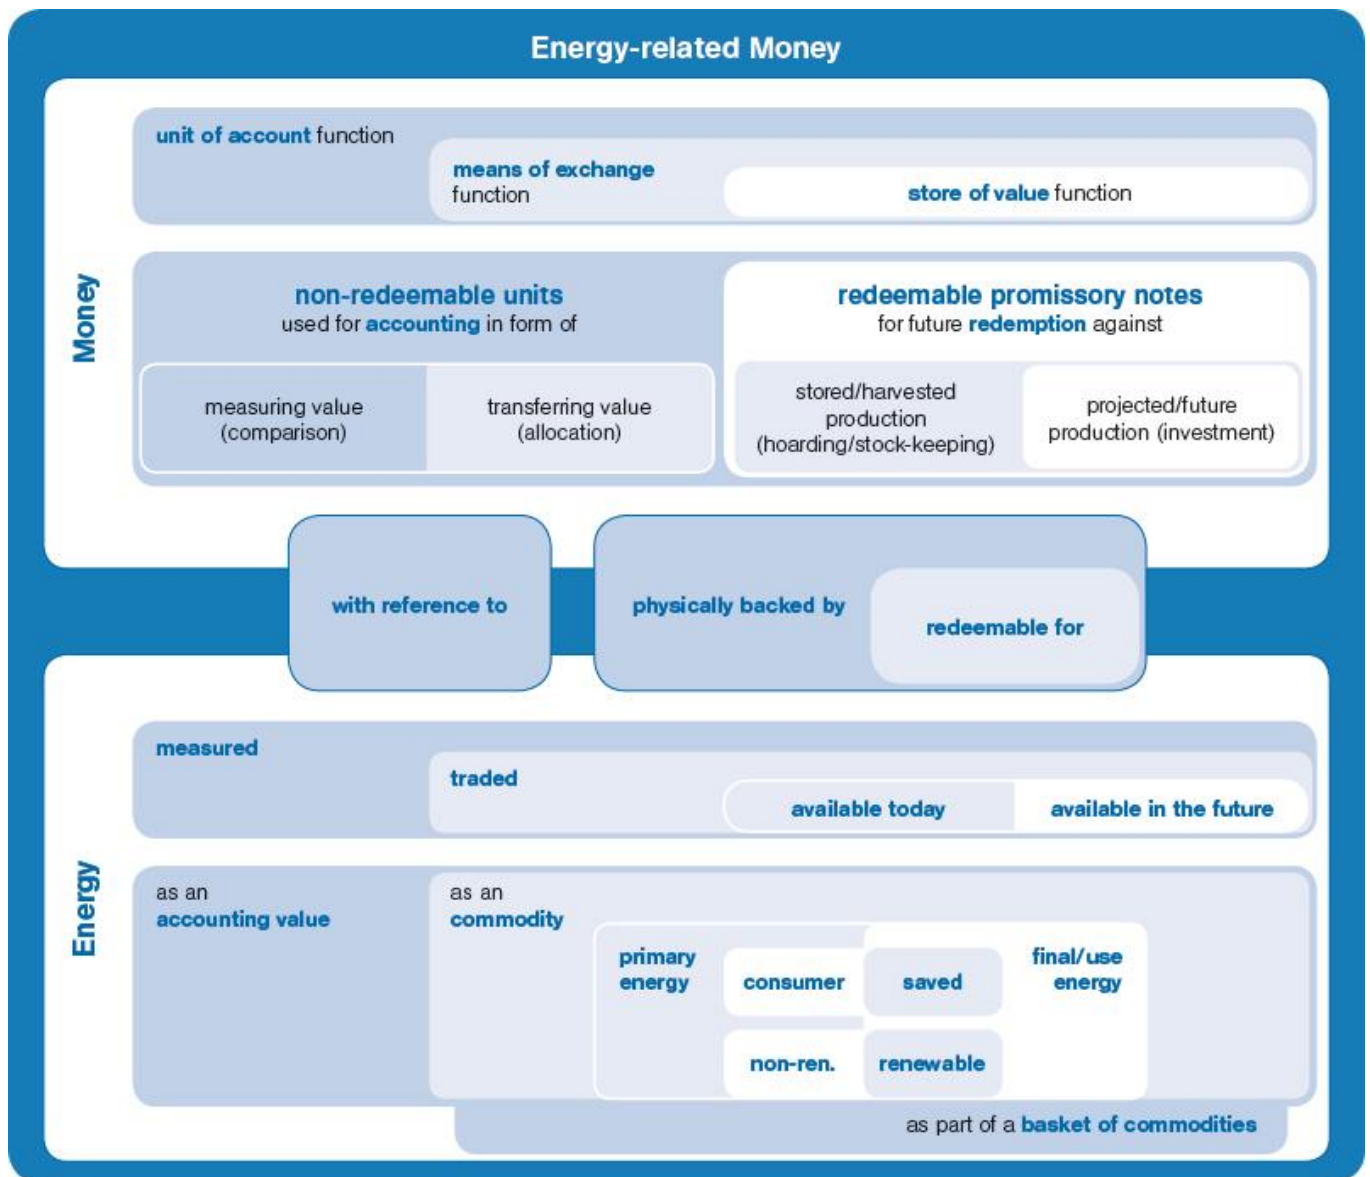 Energy-related Money
Money
unit of account function
means of exchange
function
store of value function
non-redeemable units
used for accounting in form of
measuring value
(comparison)
transferring value
(allocation)
redeemable promissory notes
for future redemption against
stored/harvested
production
(hoarding/stock-keeping)
projected/future
production (investment)
with reference to
physically backed by
redeemable for
Energy
measured
traded
available today
available in the future
as an
accounting value
as an
commodity
primary
energy
consumer
saved
final/use
energy
non-ren.
renewable
as part of a basket of commodities